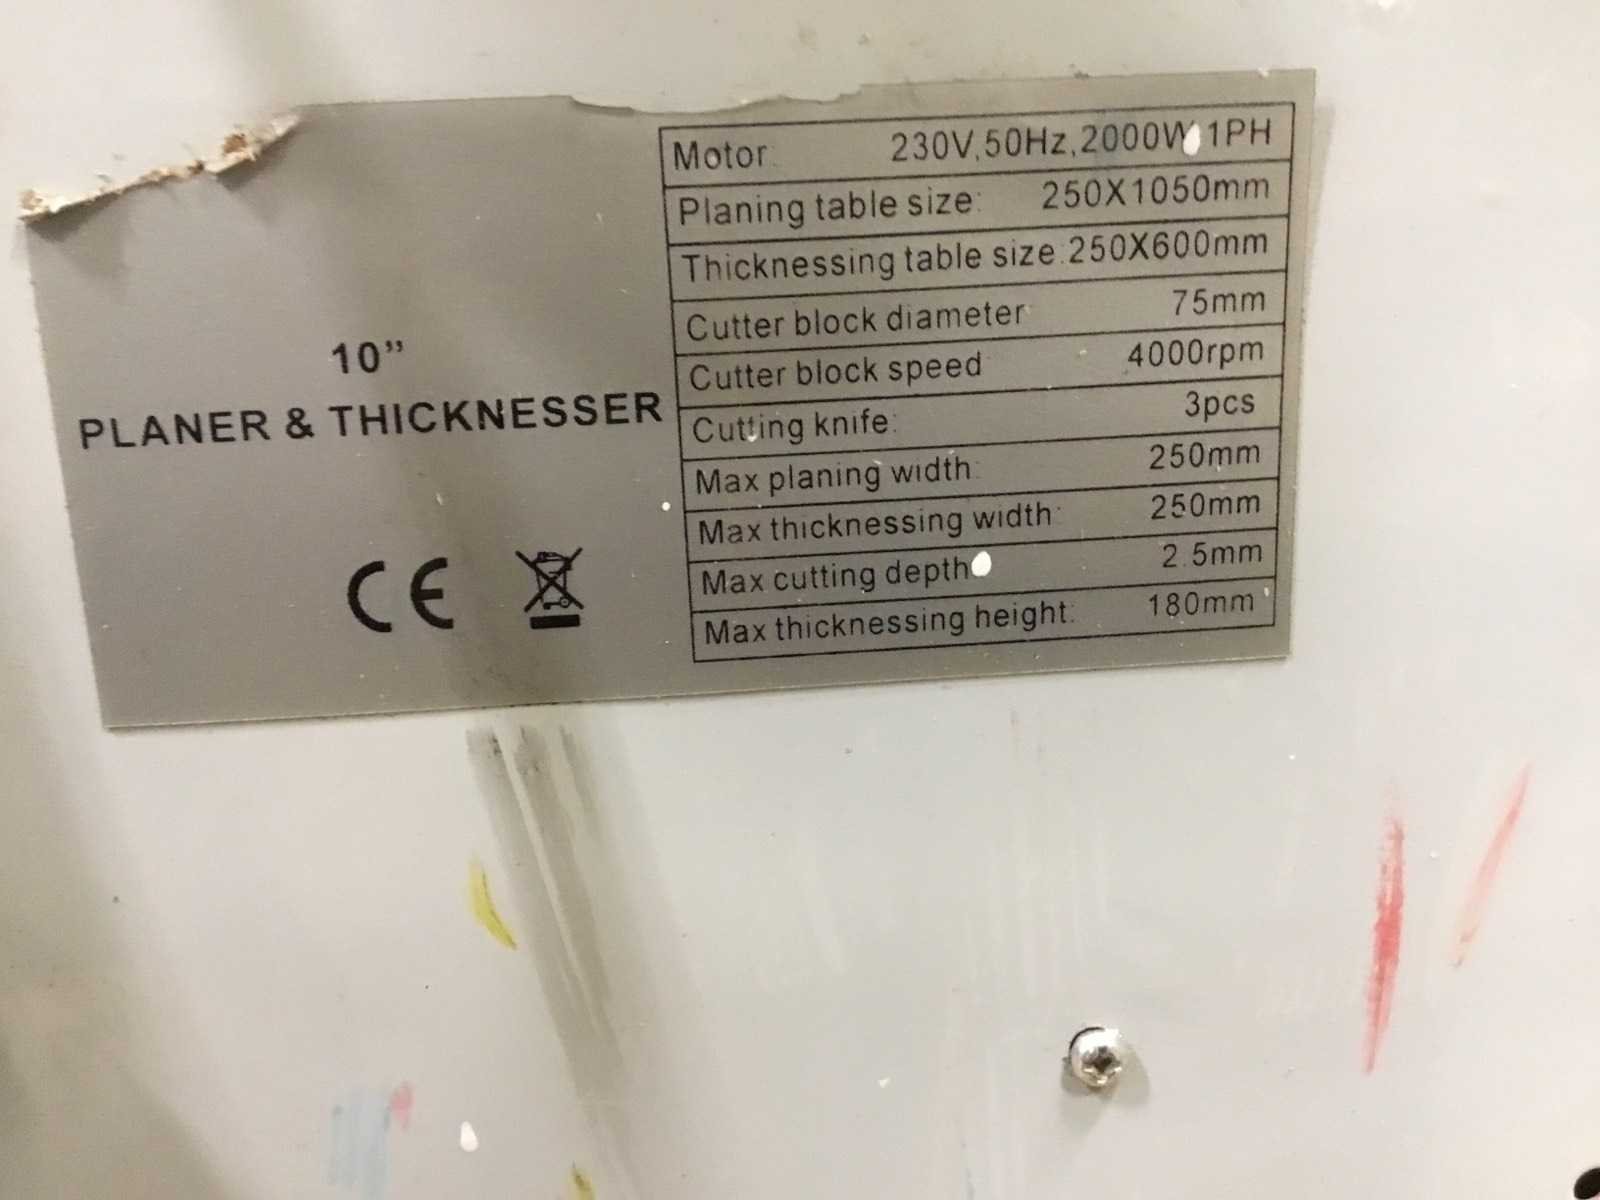 10”
PLANER & THICKNESSER
CE
Motor: 230V,50Hz,2000W 1PH
Planing table size: 250X1050mm
Thicknessing table size:250X600mm
Cutter block diameter 75mm
Cutter block speed 4000rpm
Cutting knife: 3pcs
Max planing width: 250mm
Max thicknessing width: 250mm
Max cutting depth 2.5mm
Max thicknessing height: 180mm